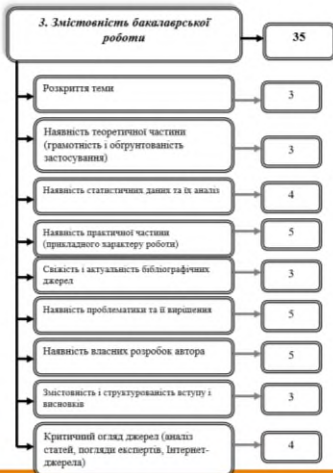 3. Змістовність бакалаврської
роботи
35
Розкриття теми
3
Наявність теоретичної частини
(грамотність і обґрунтованість
застосування)
3
Наявність статистичних даних та їх аналіз
4
Наявність практичної частини
(прикладного характеру роботи)
5
Свіжість і актуальність бібліографічних
джерел
3
Наявність проблематики та її вирішення
5
Наявність власних розробок автора
5
Змістовність і структурованість вступу і
висновків
3
Критичний огляд джерел (аналіз
статей, погляди експертів, Інтернет-
джерела)
4